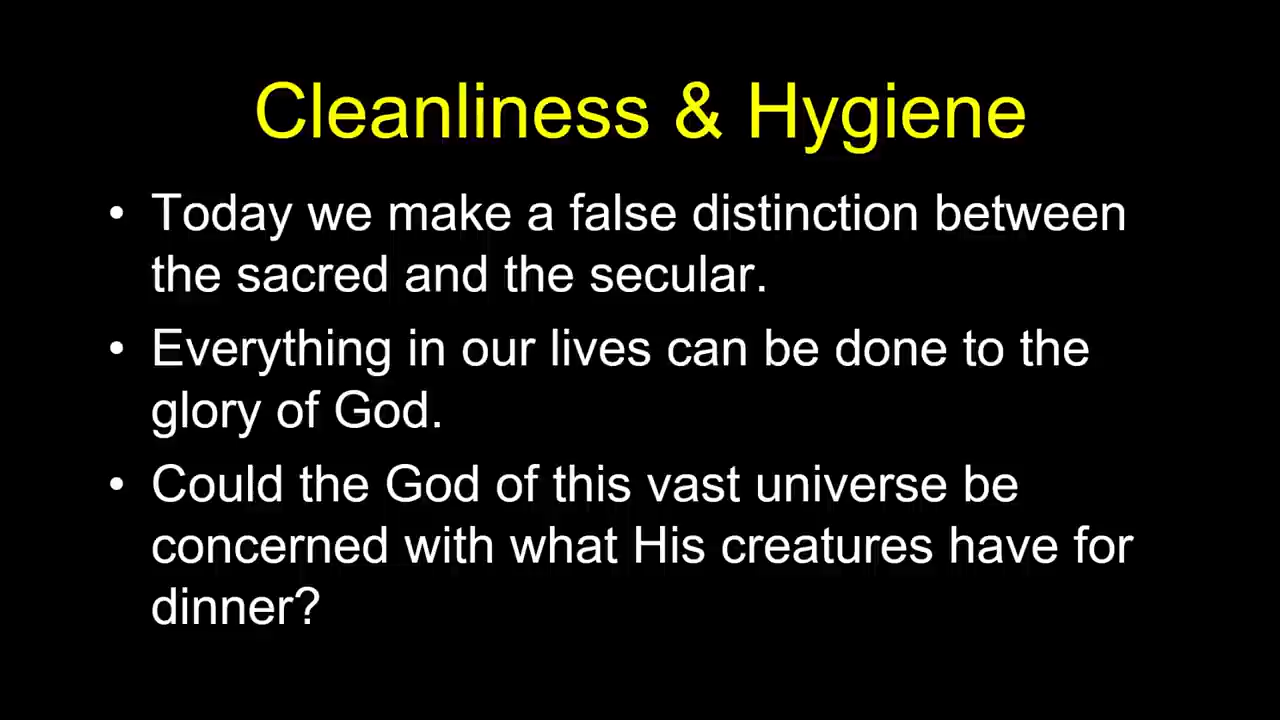 Cleanliness & Hygiene
• Today we make a false distinction between
the sacred and the secular.
• Everything in our lives can be done to the
glory of God.
• Could the God of this vast universe be
concerned with what His creatures have for
dinner?